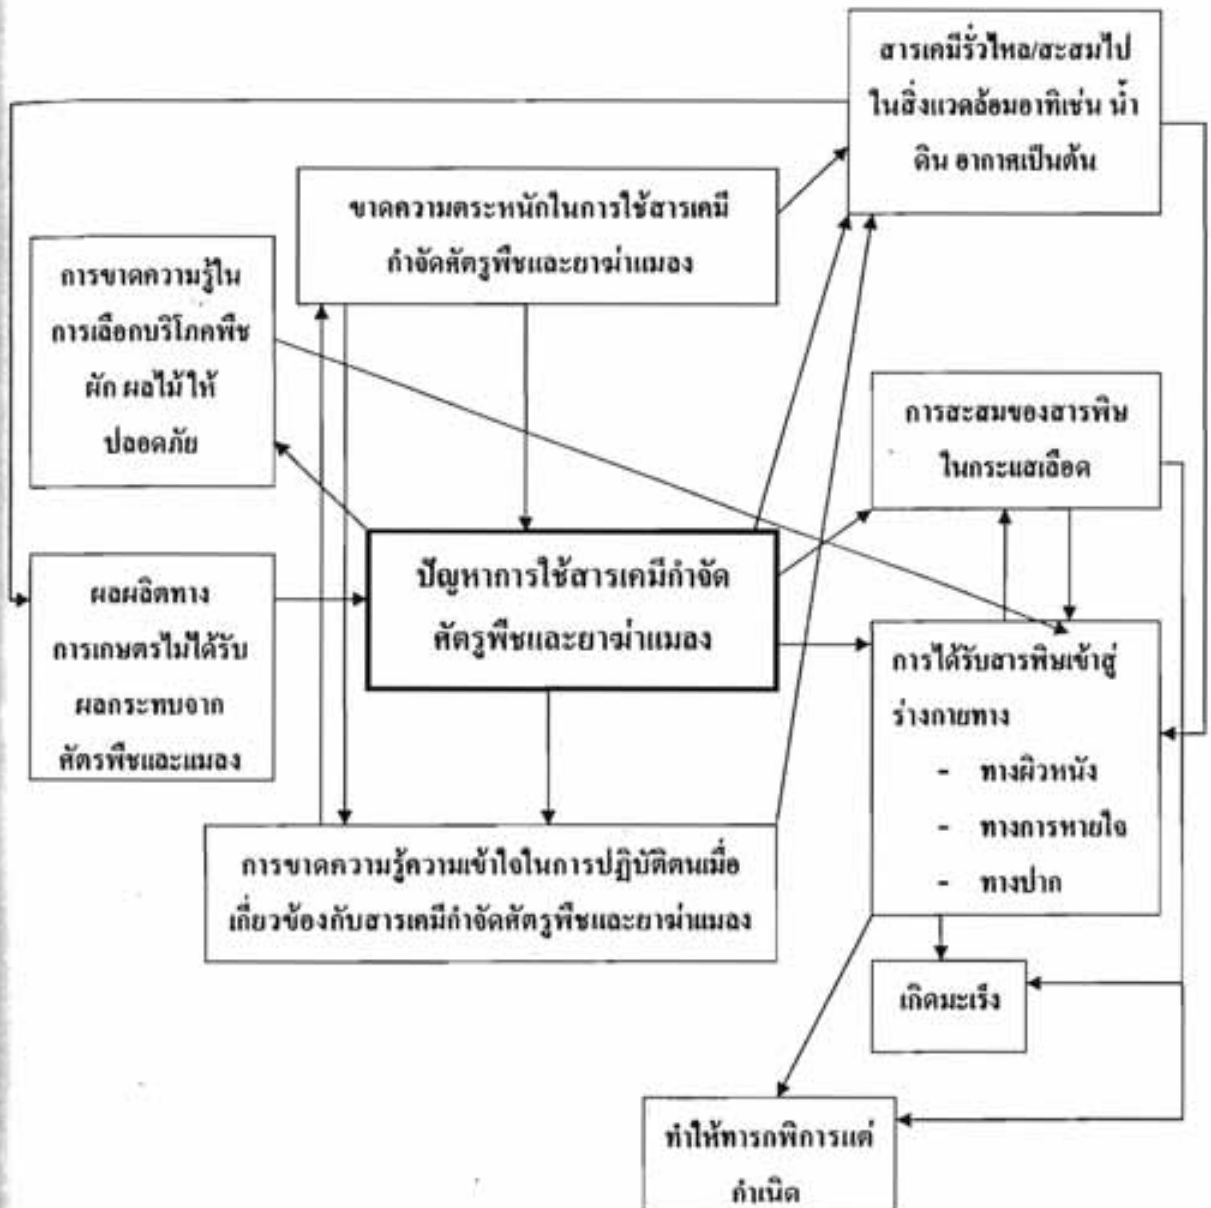 สารเคมีรั่วไหล/สะสมไป
ในสิ่งแวดล้อมอาทิเช่น น้ำ
ดิน อากาศเป็นต้น
ขาดความตระหนักในการใช้สารเคมี
กำจัดศัตรูพืชและยาฆ่าแมลง
การขาดความรู้ใน
การเลือกบริโภคพืช
ผัก ผลไม้ ให้
ปลอดภัย
การสะสมของสารพิษ
ในกระแสเลือด
ปัญหาการใช้สารเคมีกำจัด
ศัตรูพืชและยาฆ่าแมลง
ผลผลิตทาง
การเกษตรไม่ได้รับ
ผลกระทบจาก
ศัตรพืชและแมลง
การได้รับสารพิษเข้าสู่
ร่างกายทาง
- ทางผิวหนัง
- ทางการหายใจ
- ทางปาก
การขาดความรู้ความเข้าใจในการปฏิบัติตนเมื่อ
เกี่ยวข้องกับสารเคมีกำจัดศัตรูพืชและยาฆ่าแมลง
เกิดมะเร็ง
ทำให้ทารกพิการแต่
กำเนิด